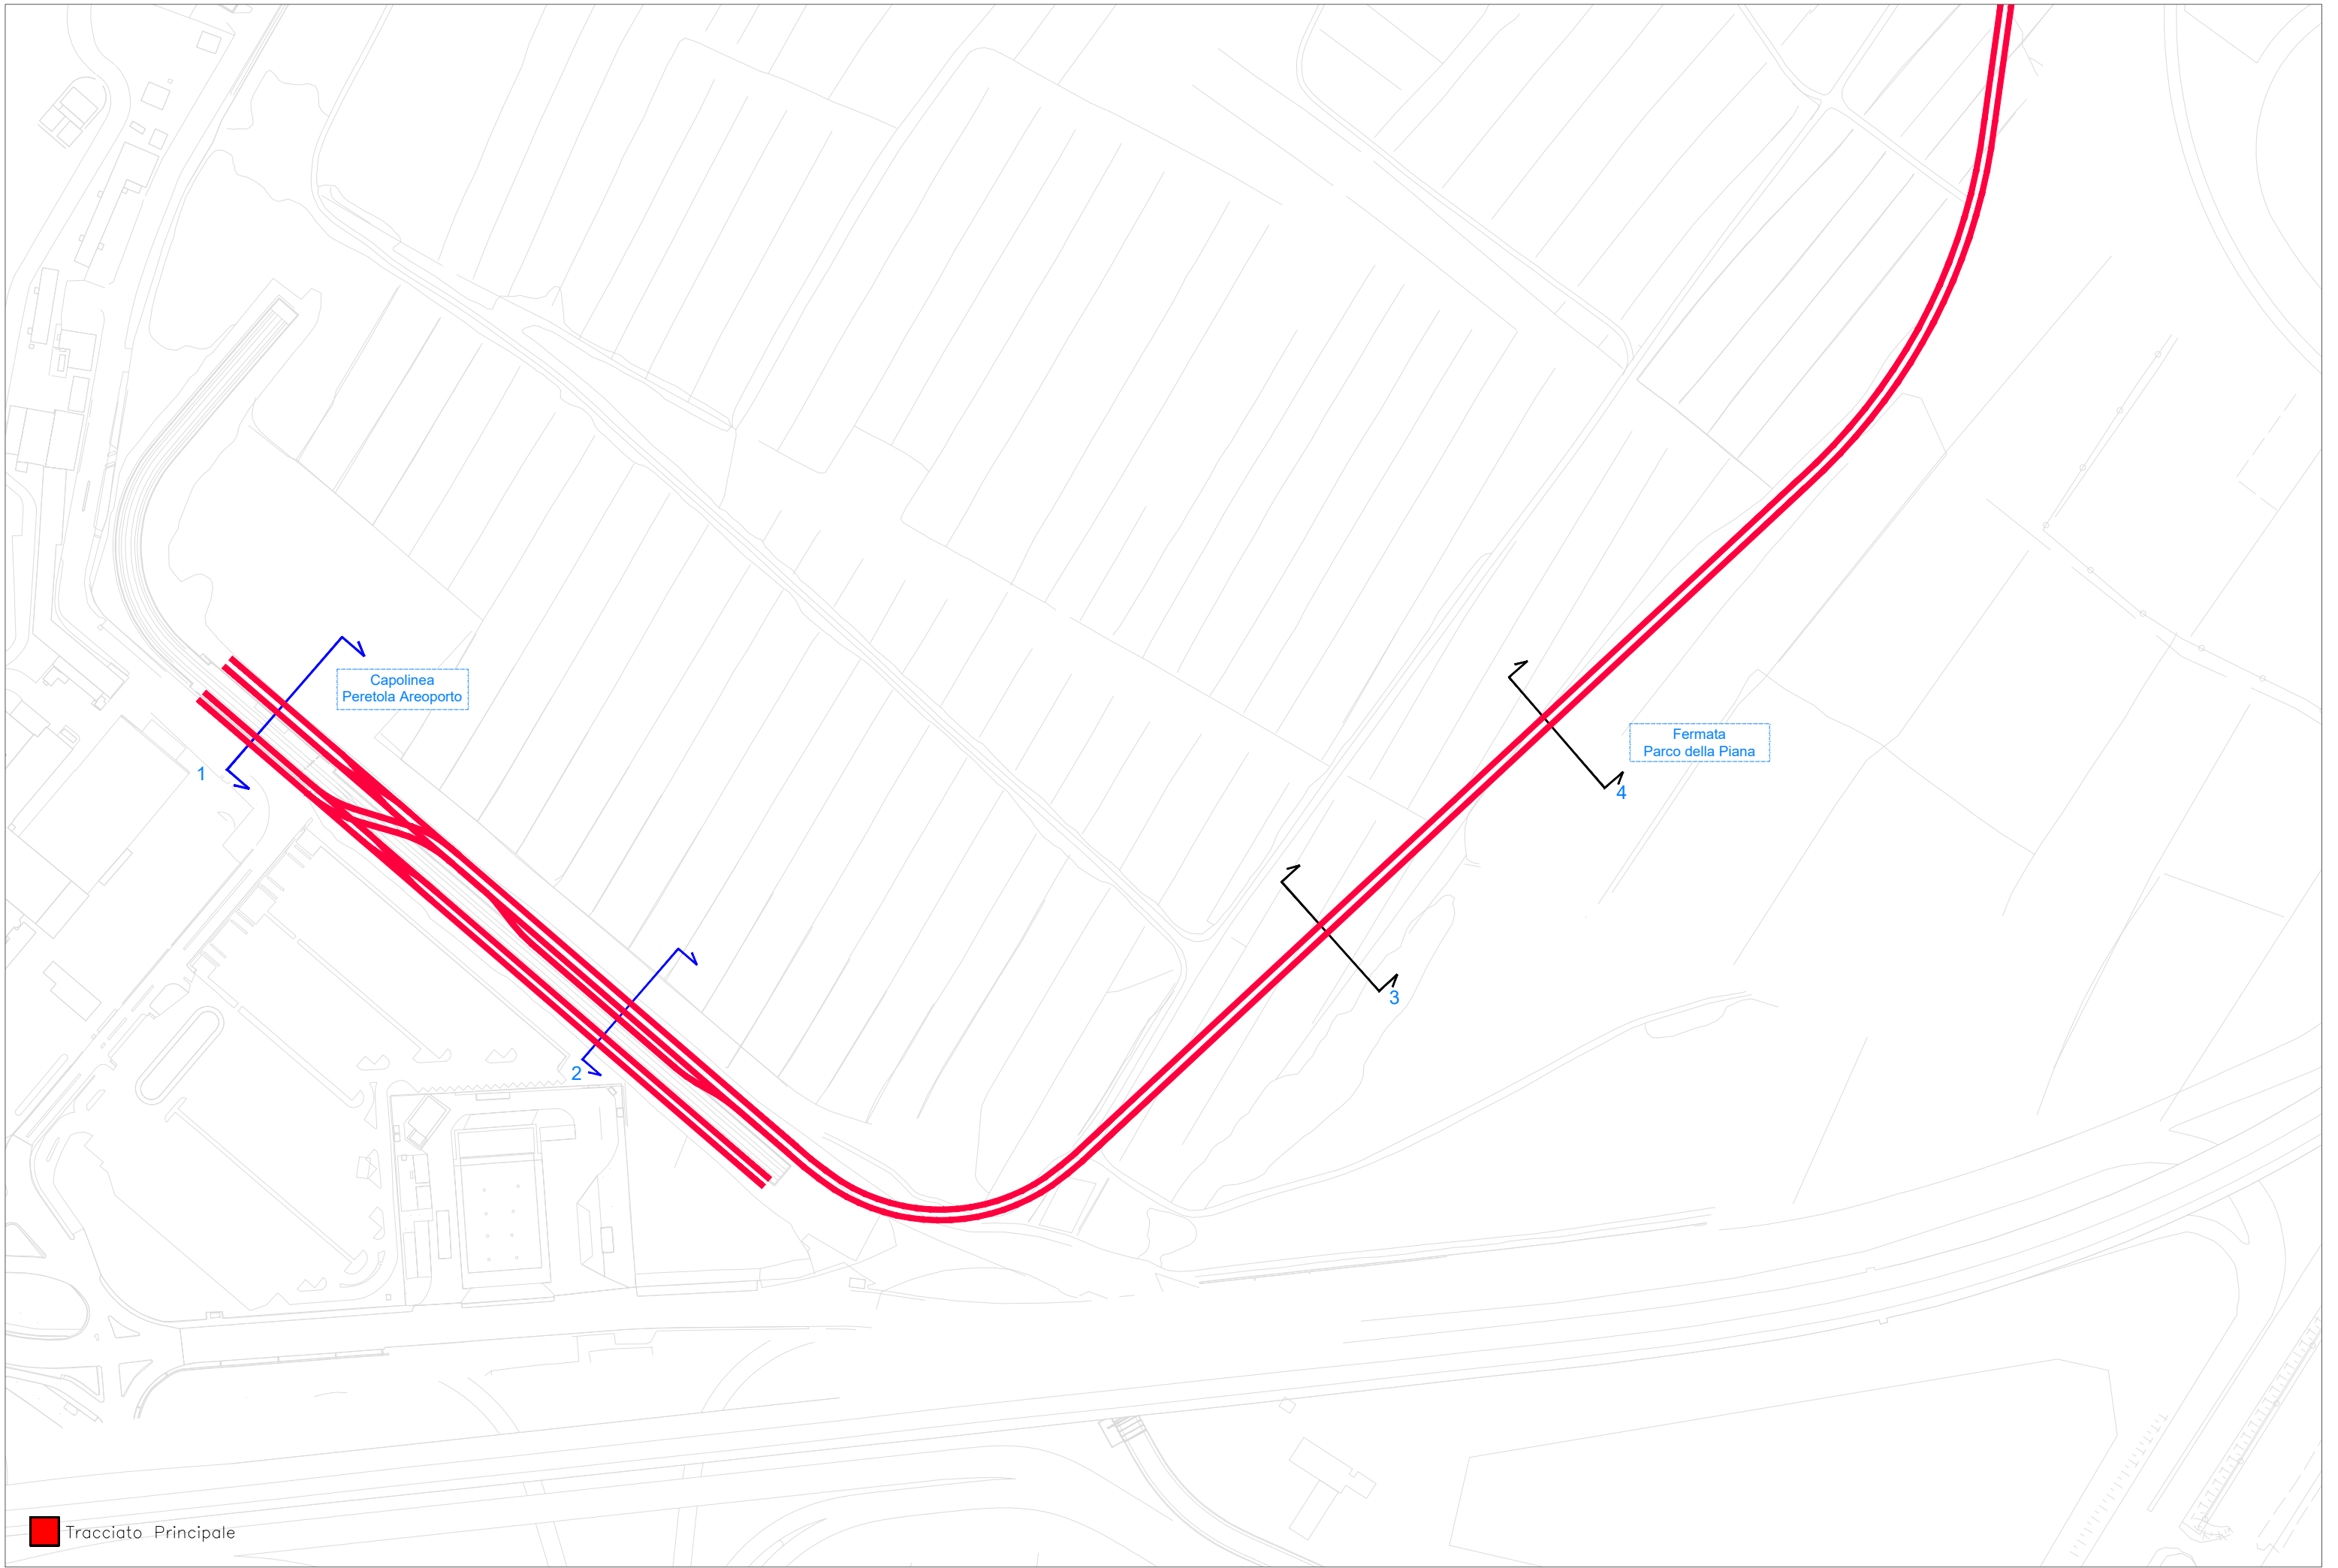 Capolinea
Peretola Areoporto
1
Fermata
Parco della Piana
4
3
2
Tracciato Principale